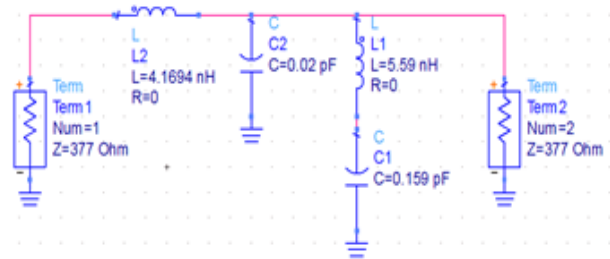 L
L2
L=4.1694 nH
R=0
C
C2
C=0.02 pF
L
L1
L=5.59 nH
R=0
Term
Term1
Num=1
Z=377 Ohm
Term
Term2
Num=2
Z=377 Ohm
C
C1
C=0.159 pF